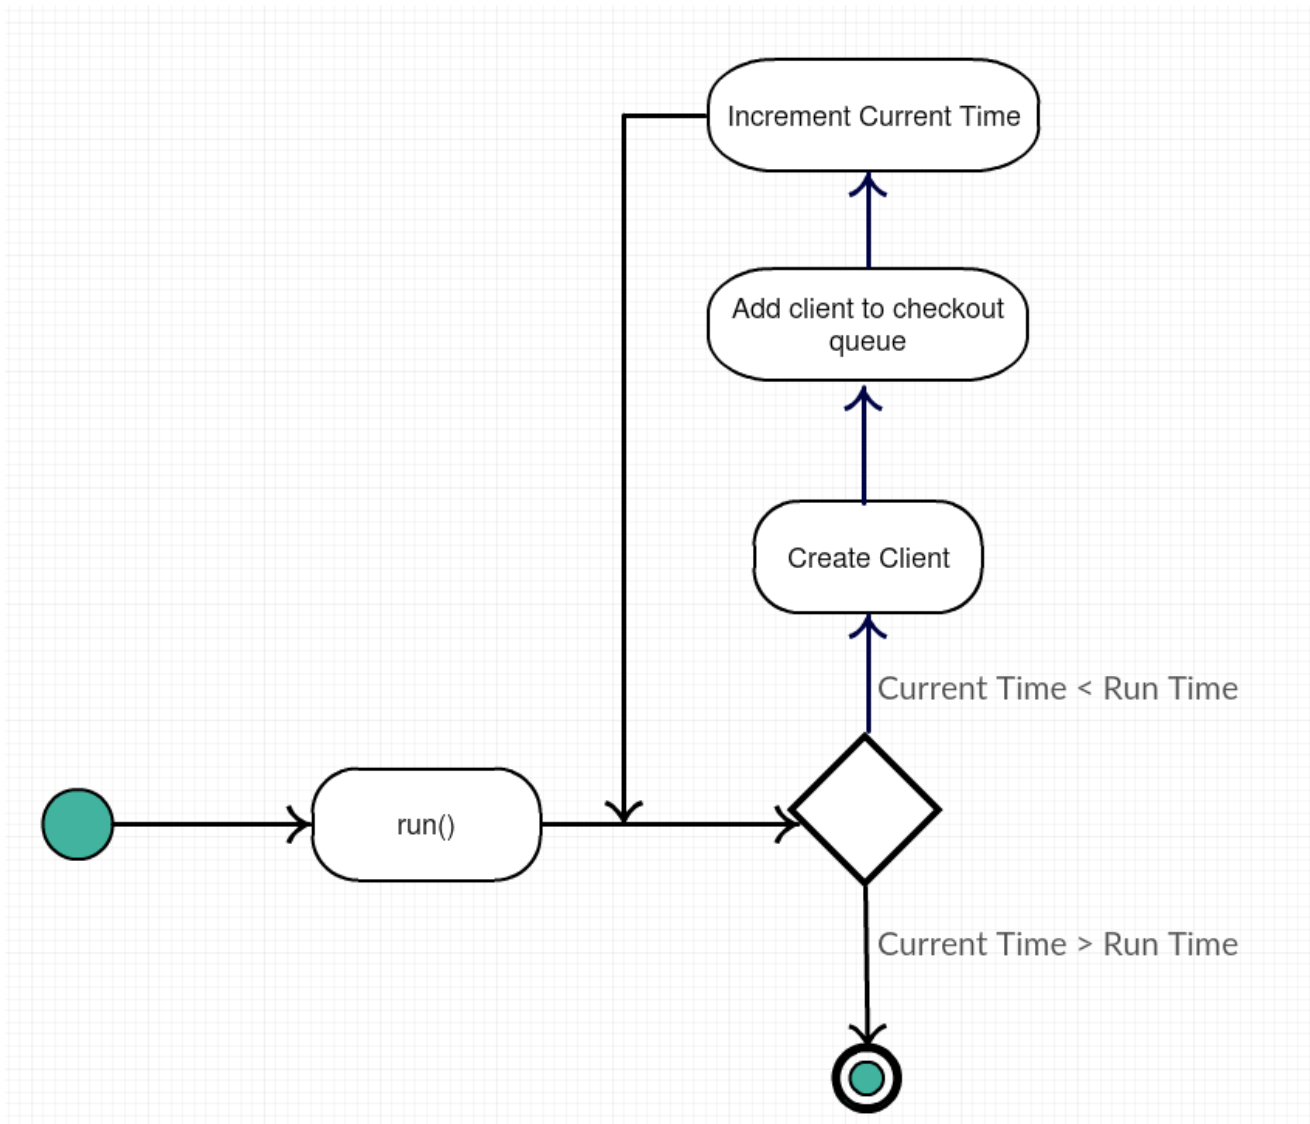 Increment Current Time
Add client to checkout
queue
Create Client
Current Time < Run Time
run()
Current Time > Run Time